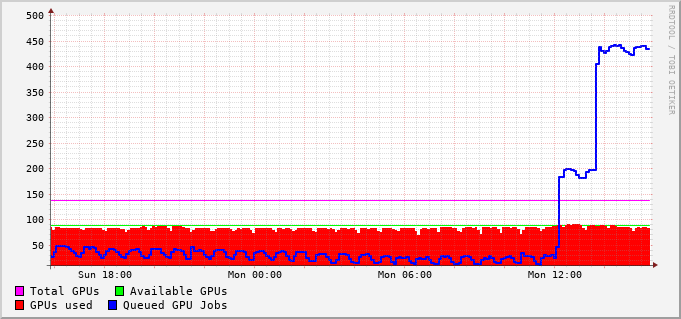 500
450
400
350
300
250
200
150
100
50
Sun 18:00 Mon 00:00 Mon 06:00 Mon 12:00
Total GPUs Available GPUs
GPUs used Queued GPU Jobs
RRDTOOL / TOBI OETIKER